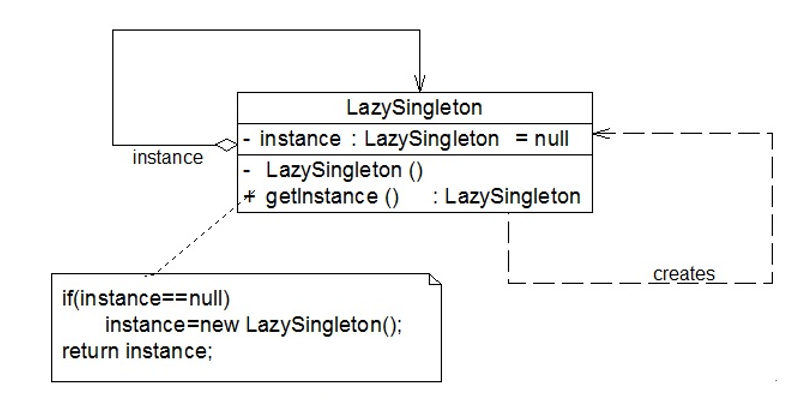 LazySingleton
- instance : LazySingleton = null
instance
- LazySingleton ()
+ getInstance () : LazySingleton
creates
if(instance==null)
instance=new LazySingleton();
return instance;